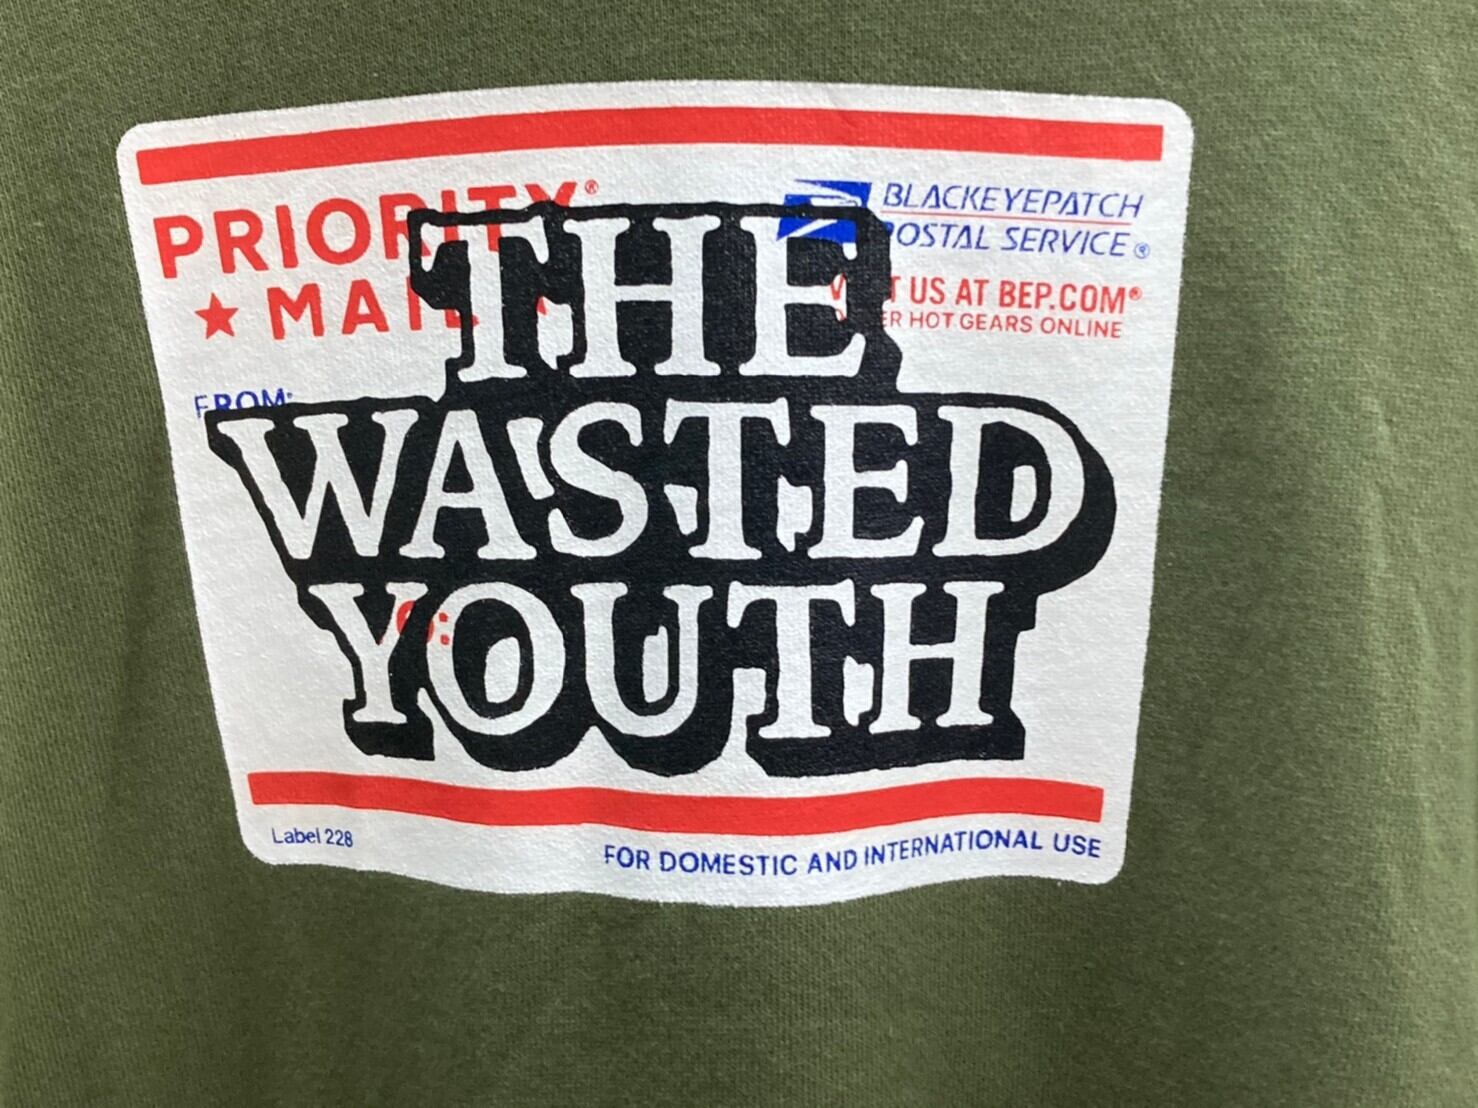 PRIORITY®
★ MAIL
BLACKEYEPATCH
POSTAL SERVICE®
US AT BEP.COM®
HOT GEARS ONLINE
FROM:
THE
WASTED
YOUTH
Label 228
FOR DOMESTIC AND INTERNATIONAL USE